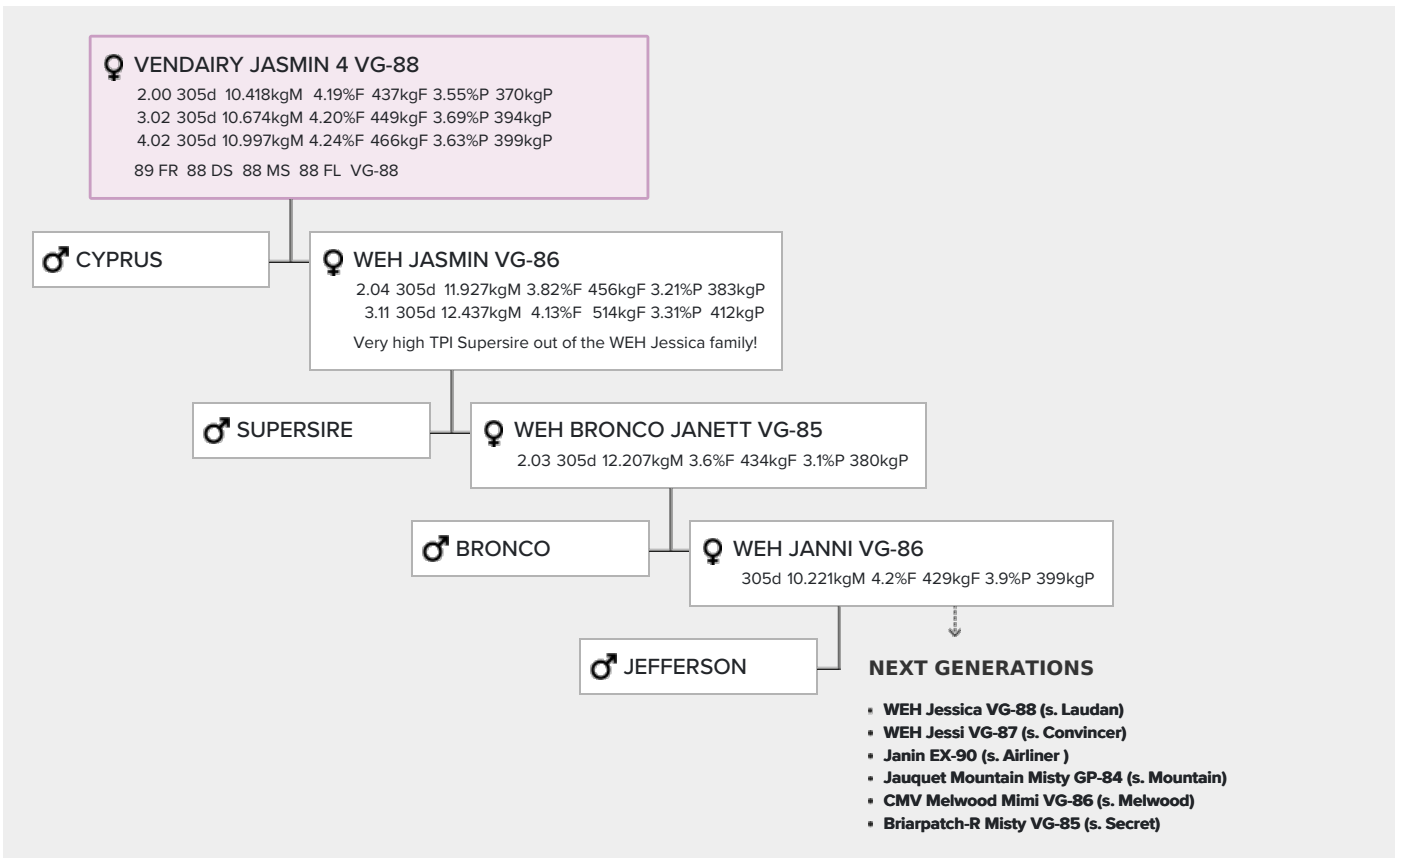 VENDAIRY JASMIN 4 VG-88
2.00 305d 10.418kgM 4.19%F 437kgF 3.55%P 370kgP
3.02 305d 10.674kgM 4.20%F 449kgF 3.69%P 394kgP
4.02 305d 10.997kgM 4.24%F 466kgF 3.63%P 399kgP
89 FR 88 DS 88 MS 88 FL VG-88
CYPRUS
WEH JASMIN VG-86
2.04 305d 11.927kgM 3.82%F 456kgF 3.21%P 383kgP
3.11 305d 12.437kgM 4.13%F 514kgF 3.31%P 412kgP
Very high TPI Supersire out of the WEH Jessica family!
SUPERSIRE
WEH BRONCO JANETT VG-85
2.03 305d 12.207kgM 3.6%F 434kgF 3.1%P 380kgP
BRONCO
WEH JANNI VG-86
305d 10.221kgM 4.2%F 429kgF 3.9%P 399kgP
JEFFERSON
NEXT GENERATIONS
• WEH Jessica VG-88 (s. Laudan)
• WEH Jessi VG-87 (s. Convincer)
• Janin EX-90 (s. Airliner )
• Jauquet Mountain Misty GP-84 (s. Mountain)
• CMV Melwood Mimi VG-86 (s. Melwood)
• Briarpatch-R Misty VG-85 (s. Secret)